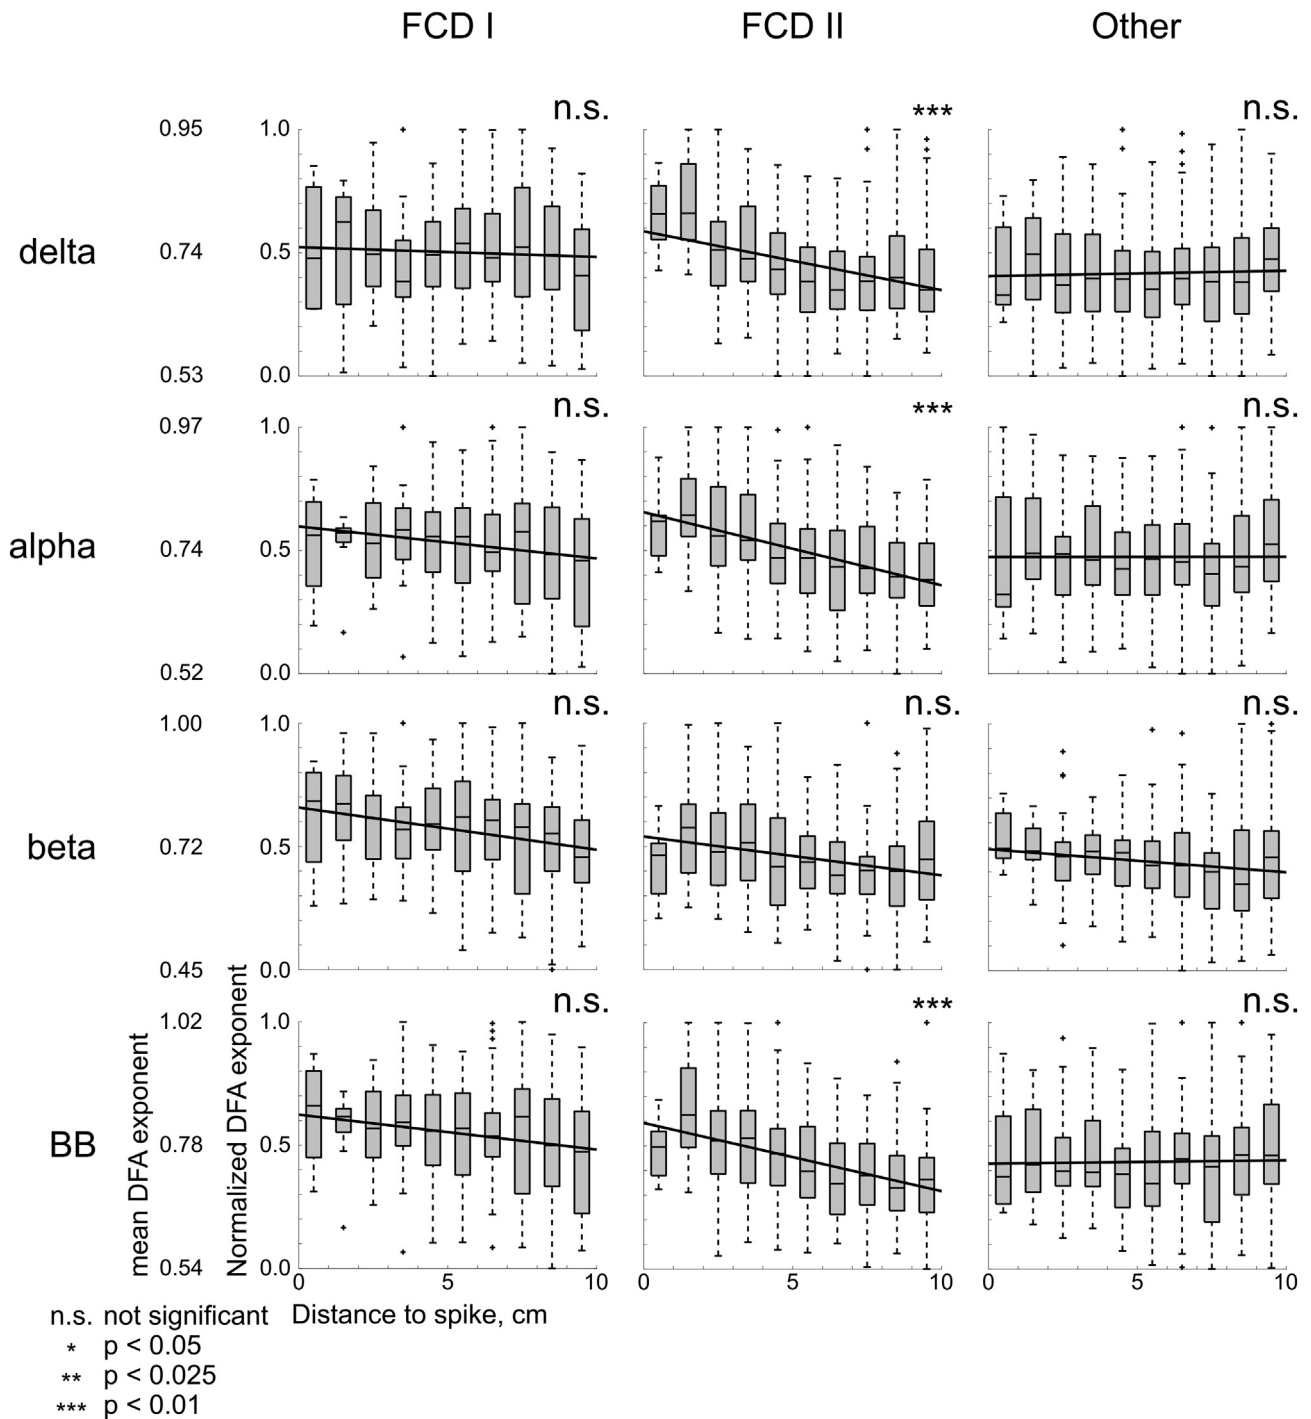 FCD I FCD II Other
n.s. *** n.s.
0.95 1.0
delta 0.74 0.5
0.53 0.0
n.s. *** n.s.
0.97 1.0
alpha 0.74 0.5
0.52 0.0
n.s. n.s. n.s.
1.00 1.0
beta 0.72 0.5
0.45 0.0
n.s. *** n.s.
1.02 1.0
BB 0.78 0.5
0.54 0.0
mean DFA exponent
Normalized DFA exponent
0 5 10 0 5 10 0 5 10
Distance to spike, cm
n.s. not significant
* p < 0.05
** p < 0.025
*** p < 0.01